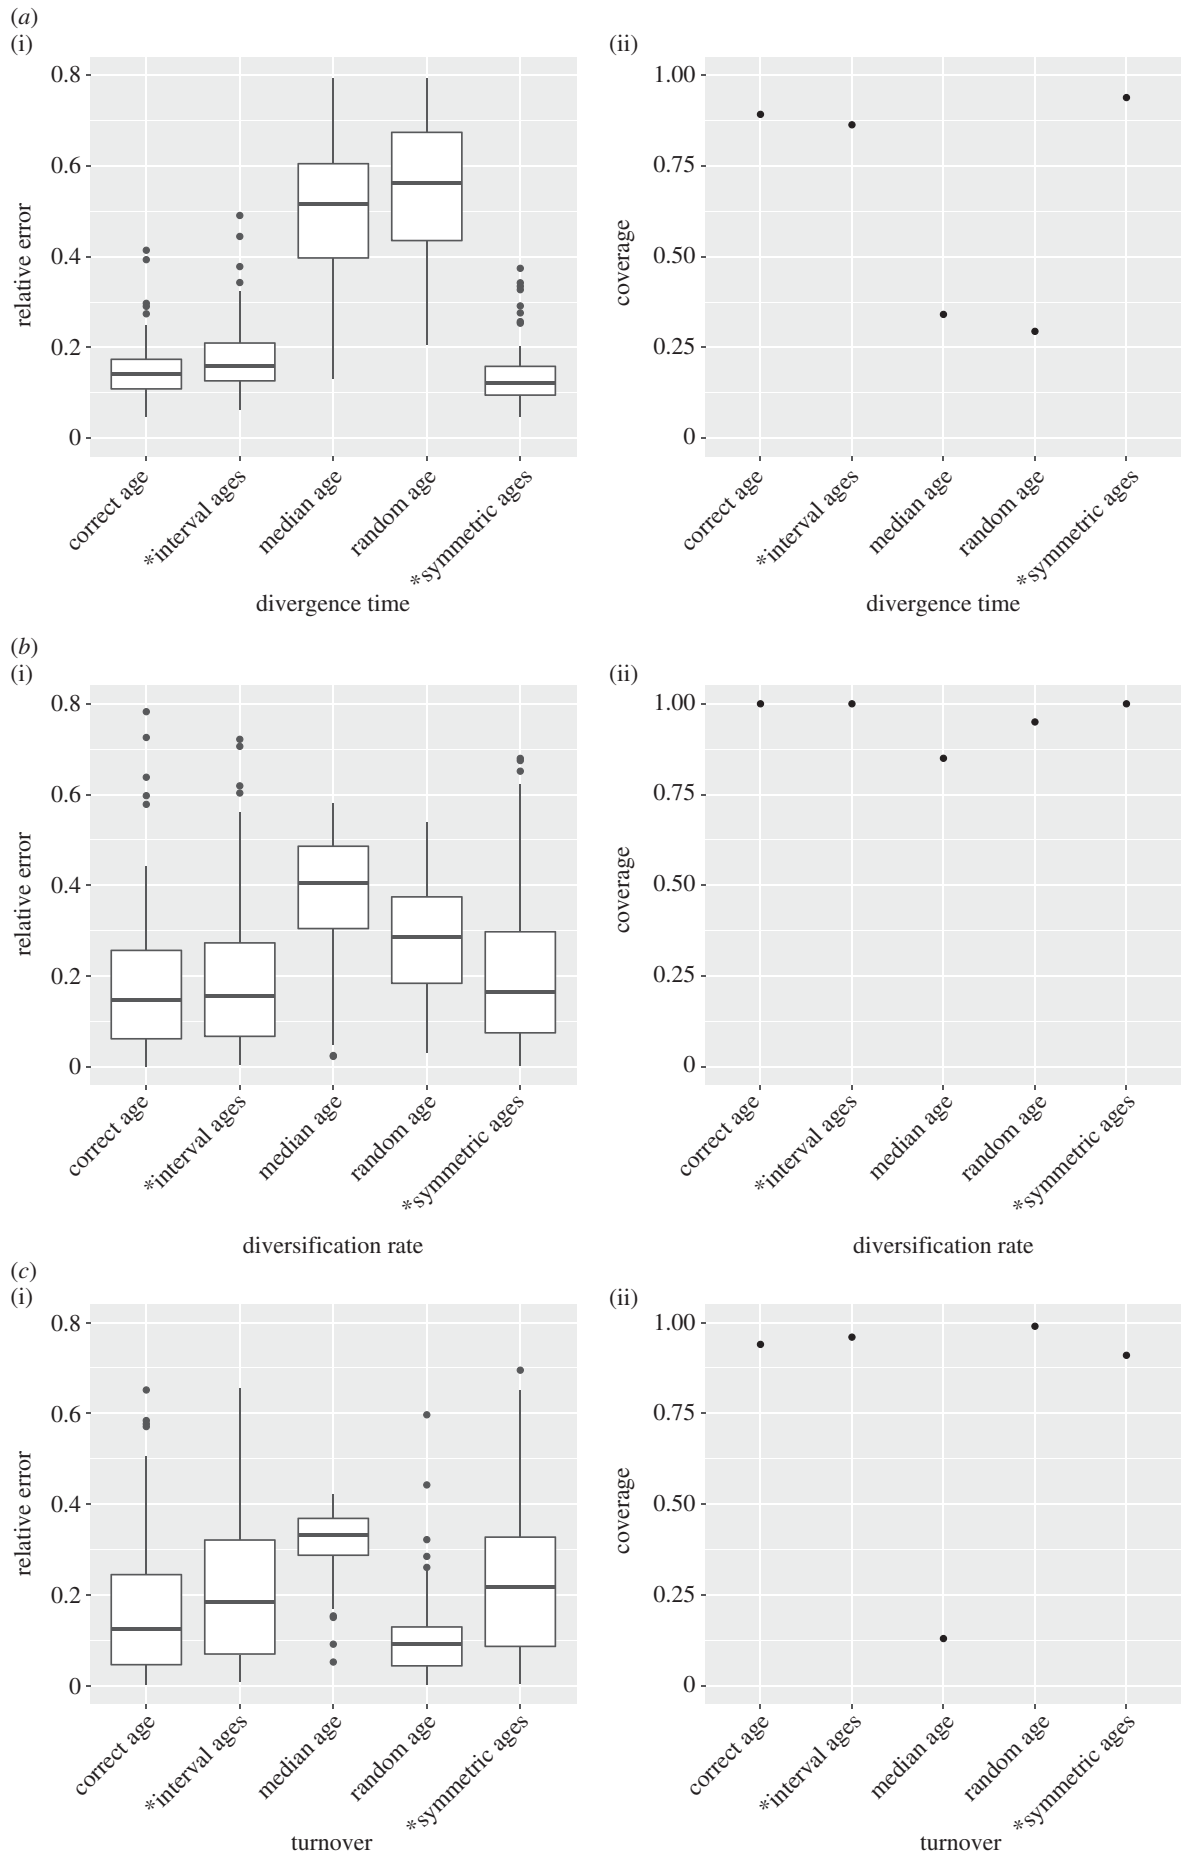 (a)
(i)
0.8
0.6
0.4
0.2
0
relative error
correct age
*interval ages
median age
random age
*symmetric ages
divergence time
(ii)
1.00
0.75
0.50
0.25
0
coverage
correct age
*interval ages
median age
random age
*symmetric ages
divergence time
(b)
(i)
0.8
0.6
0.4
0.2
0
relative error
correct age
*interval ages
median age
random age
*symmetric ages
diversification rate
(ii)
1.00
0.75
0.50
0.25
0
coverage
correct age
*interval ages
median age
random age
*symmetric ages
diversification rate
(c)
(i)
0.8
0.6
0.4
0.2
0
relative error
correct age
*interval ages
median age
random age
*symmetric ages
turnover
(ii)
1.00
0.75
0.50
0.25
0
coverage
correct age
*interval ages
median age
random age
*symmetric ages
turnover